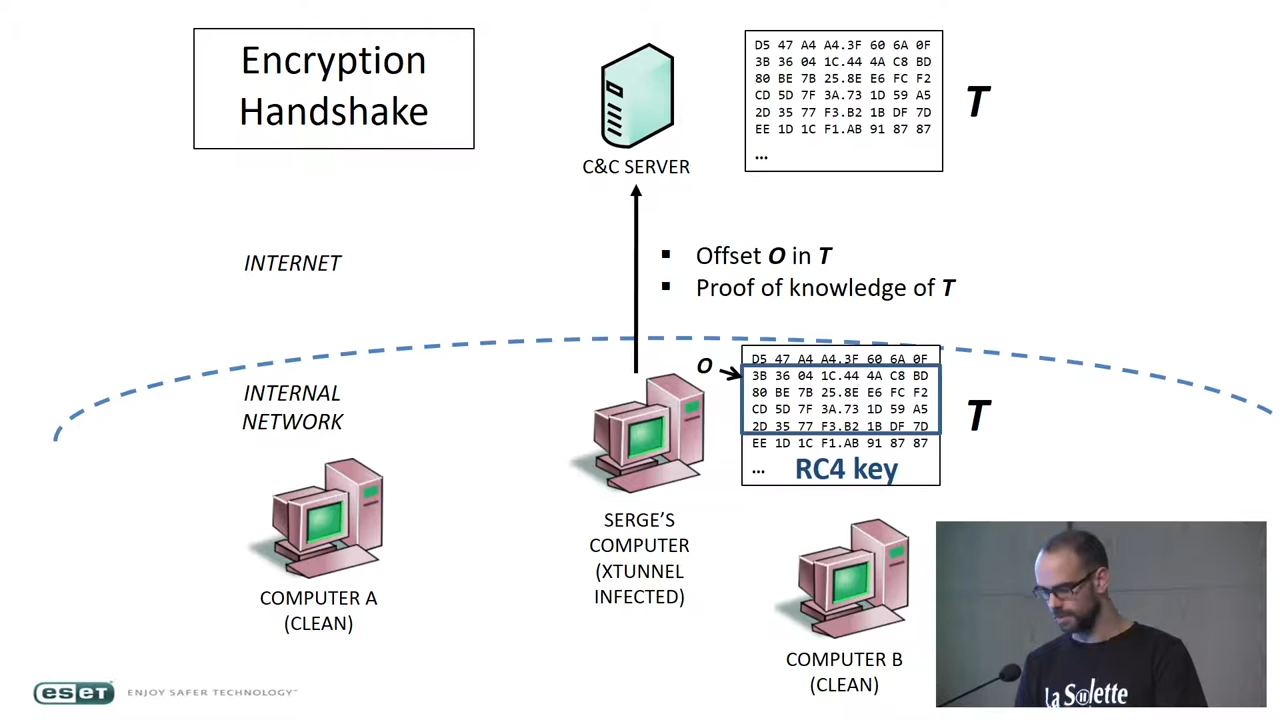 Encryption
Handshake
D5 47 A4 A4.3F 60 6A 0F
3B 36 04 1C.44 4A C8 BD
80 BE 7B 25.8E E6 FC F2
CD 5D 7F 3A.73 1D 59 A5
2D 35 77 F3.B2 1B DF 7D
EE 1D 1C F1.AB 91 87 87
...
T
C&C SERVER
INTERNET
▪ Offset O in T
▪ Proof of knowledge of T
INTERNAL
NETWORK
O
D5 47 A4 A4.3F 60 6A 0F
3B 36 04 1C.44 4A C8 BD
80 BE 7B 25.8E E6 FC F2
CD 5D 7F 3A.73 1D 59 A5
2D 35 77 F3.B2 1B DF 7D
EE 1D 1C F1.AB 91 87 87
... RC4 key
T
SERGE'S
COMPUTER
(XTUNNEL
INFECTED)
COMPUTER A
(CLEAN)
COMPUTER B
(CLEAN)
eset ENJOY SAFER TECHNOLOGY™
La S@lette